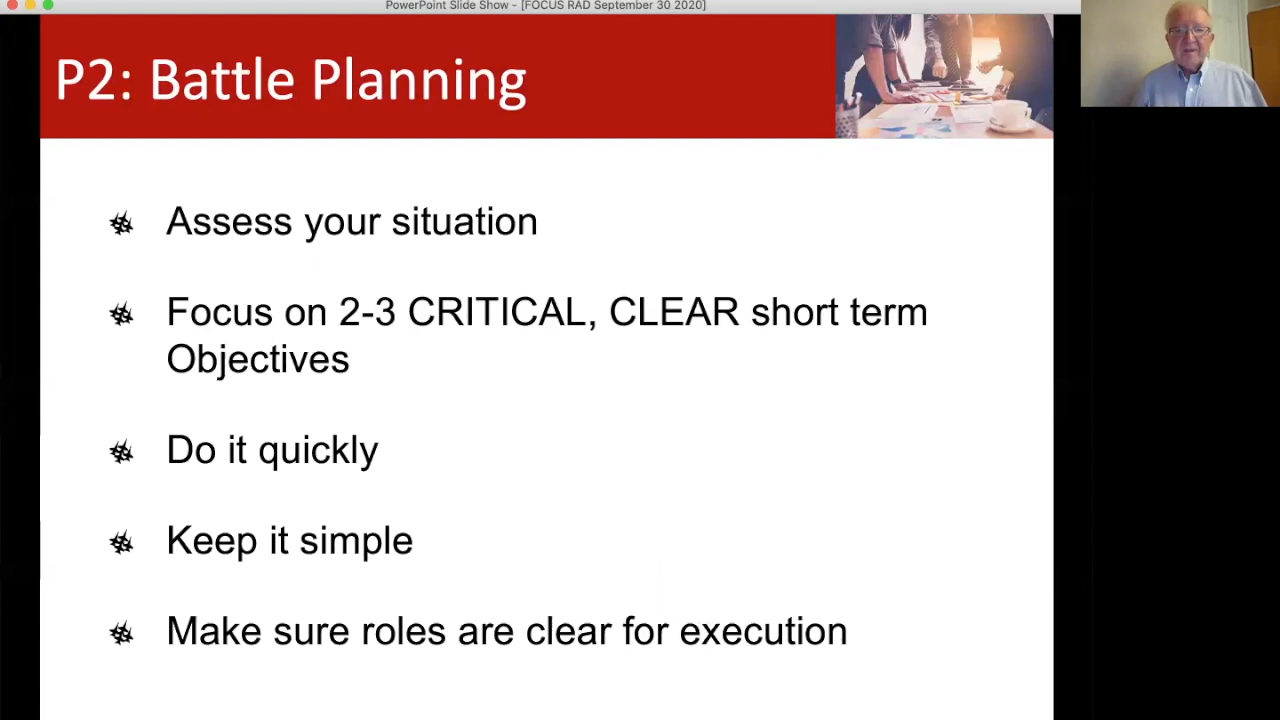 PowerPoint Slide Show - [FOCUS RAD September 30 2020]
P2: Battle Planning
Assess your situation
Focus on 2-3 CRITICAL, CLEAR short term
Objectives
Do it quickly
Keep it simple
Make sure roles are clear for execution